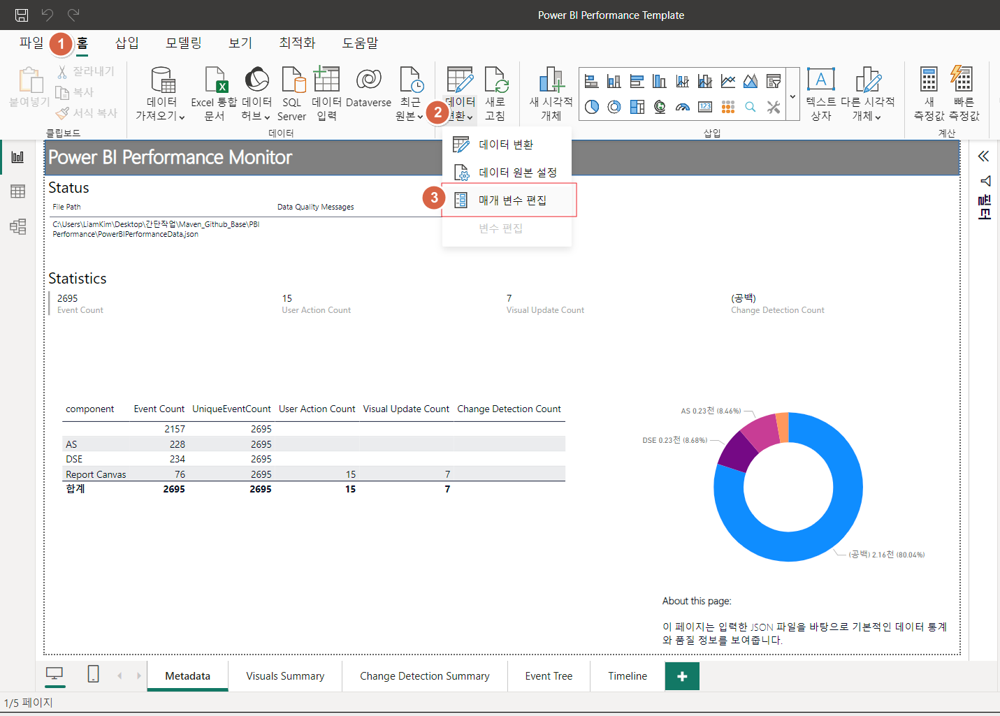 Power BI Performance Template
파일 1 홈 삽입 모델링 보기 최적화 도움말
붙여넣기
잘라내기
복사
서식 복사
클립보드
데이터
가져오기
Excel 통합
문서
데이터
허브
SQL
Server
데이터
입력
Dataverse
최근
원본
데이터
2
데이터
변환
새로
고침
새 시각적
개체
123
A
텍스트
상자
다른 시각적
개체
삽입
새
측정값
빠른
측정값
계산
데이터 변환
데이터 원본 설정
3 매개 변수 편집
변수 편집
필터
Power BI Performance Monitor
Status
File Path Data Quality Messages
C:\Users\LiamKim\Desktop\간단작업\Maven_Github_Base\PBI
Performance\PowerBIPerformanceData.json
Statistics
2695 15 7 (공백)
Event Count User Action Count Visual Update Count Change Detection Count
component Event Count UniqueEventCount User Action Count Visual Update Count Change Detection Count
2157 2695
AS 228 2695
DSE 234 2695
Report Canvas 76 2695 15 7
합계 2695 2695 15 7
AS 0.23천 (8.46%)
DSE 0.23천 (8.68%)
(공백) 2.16천 (80.04%)
About this page:
이 페이지는 입력한 JSON 파일을 바탕으로 기본적인 데이터 통계
와 품질 정보를 보여줍니다.
Metadata Visuals Summary Change Detection Summary Event Tree Timeline
1/5 페이지